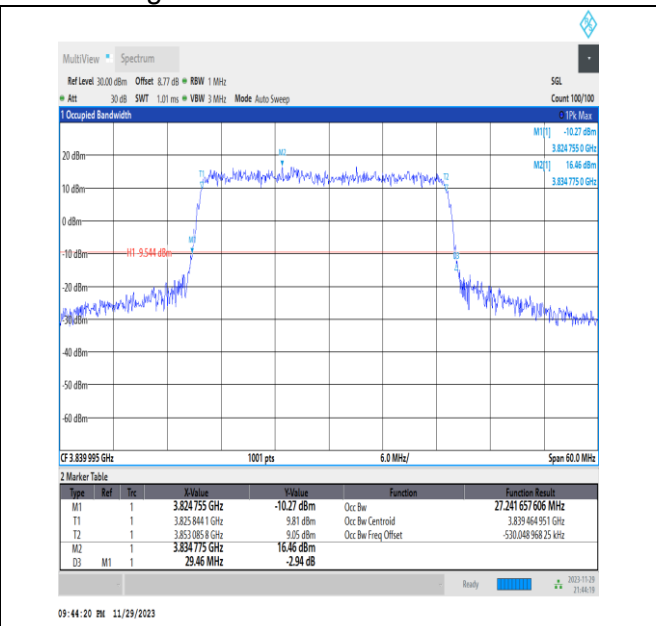 MultiView Spectrum
Ref Level 30.00 dBm Offset 8.77 dB RBW 1 MHz SGL
Att 30 dB SWT 1.01 ms VBW 3 MHz Mode Auto Sweep Count 100/100
1 Occupied Bandwidth 1Pk Max
M1[1] -10.27 dBm
3.824 755 0 GHz
M2[1] 16.46 dBm
3.834 775 0 GHz
M2
20 dBm
T1 T2
10 dBm
0 dBm
M1
-10 dBm H1 -9.544 dBm D3
-20 dBm
-30 dBm
-40 dBm
-50 dBm
-60 dBm
CF 3.839 995 GHz 1001 pts 6.0 MHz/ Span 60.0 MHz
2 Marker Table
Type Ref Trc X-Value Y-Value Function Function Result
M1 1 3.824 755 GHz -10.27 dBm Occ Bw 27.241 657 606 MHz
T1 1 3.825 844 1 GHz 9.81 dBm Occ Bw Centroid 3.839 464 951 GHz
T2 1 3.853 085 8 GHz 9.05 dBm Occ Bw Freq Offset -530.048 968 25 kHz
M2 1 3.834 775 GHz 16.46 dBm
D3 M1 1 29.46 MHz -2.94 dB
Ready 2023-11-29
21:44:19
09:44:20 PM 11/29/2023